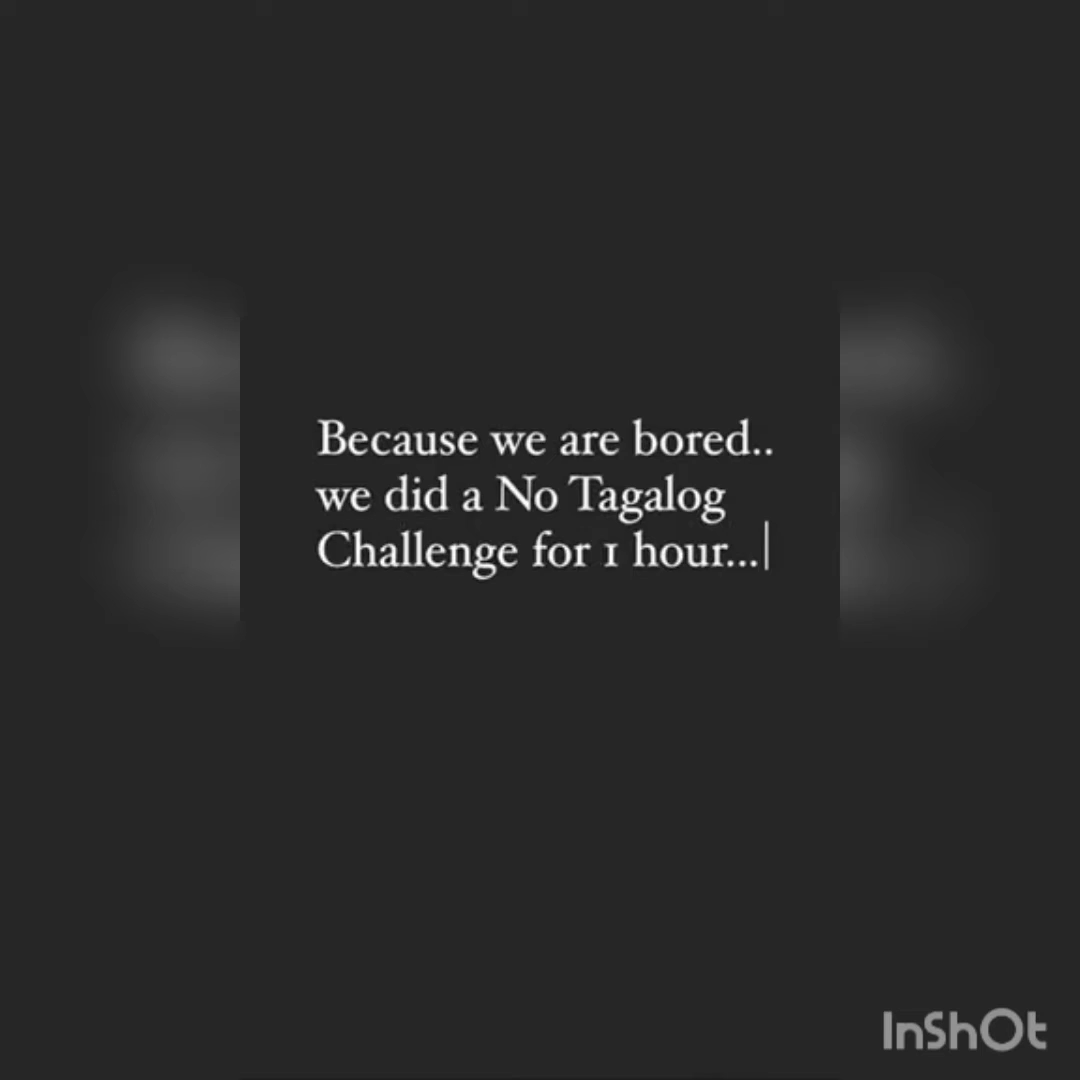 Because we are bored..
we did a No Tagalog
Challenge for 1 hour...
InShOt